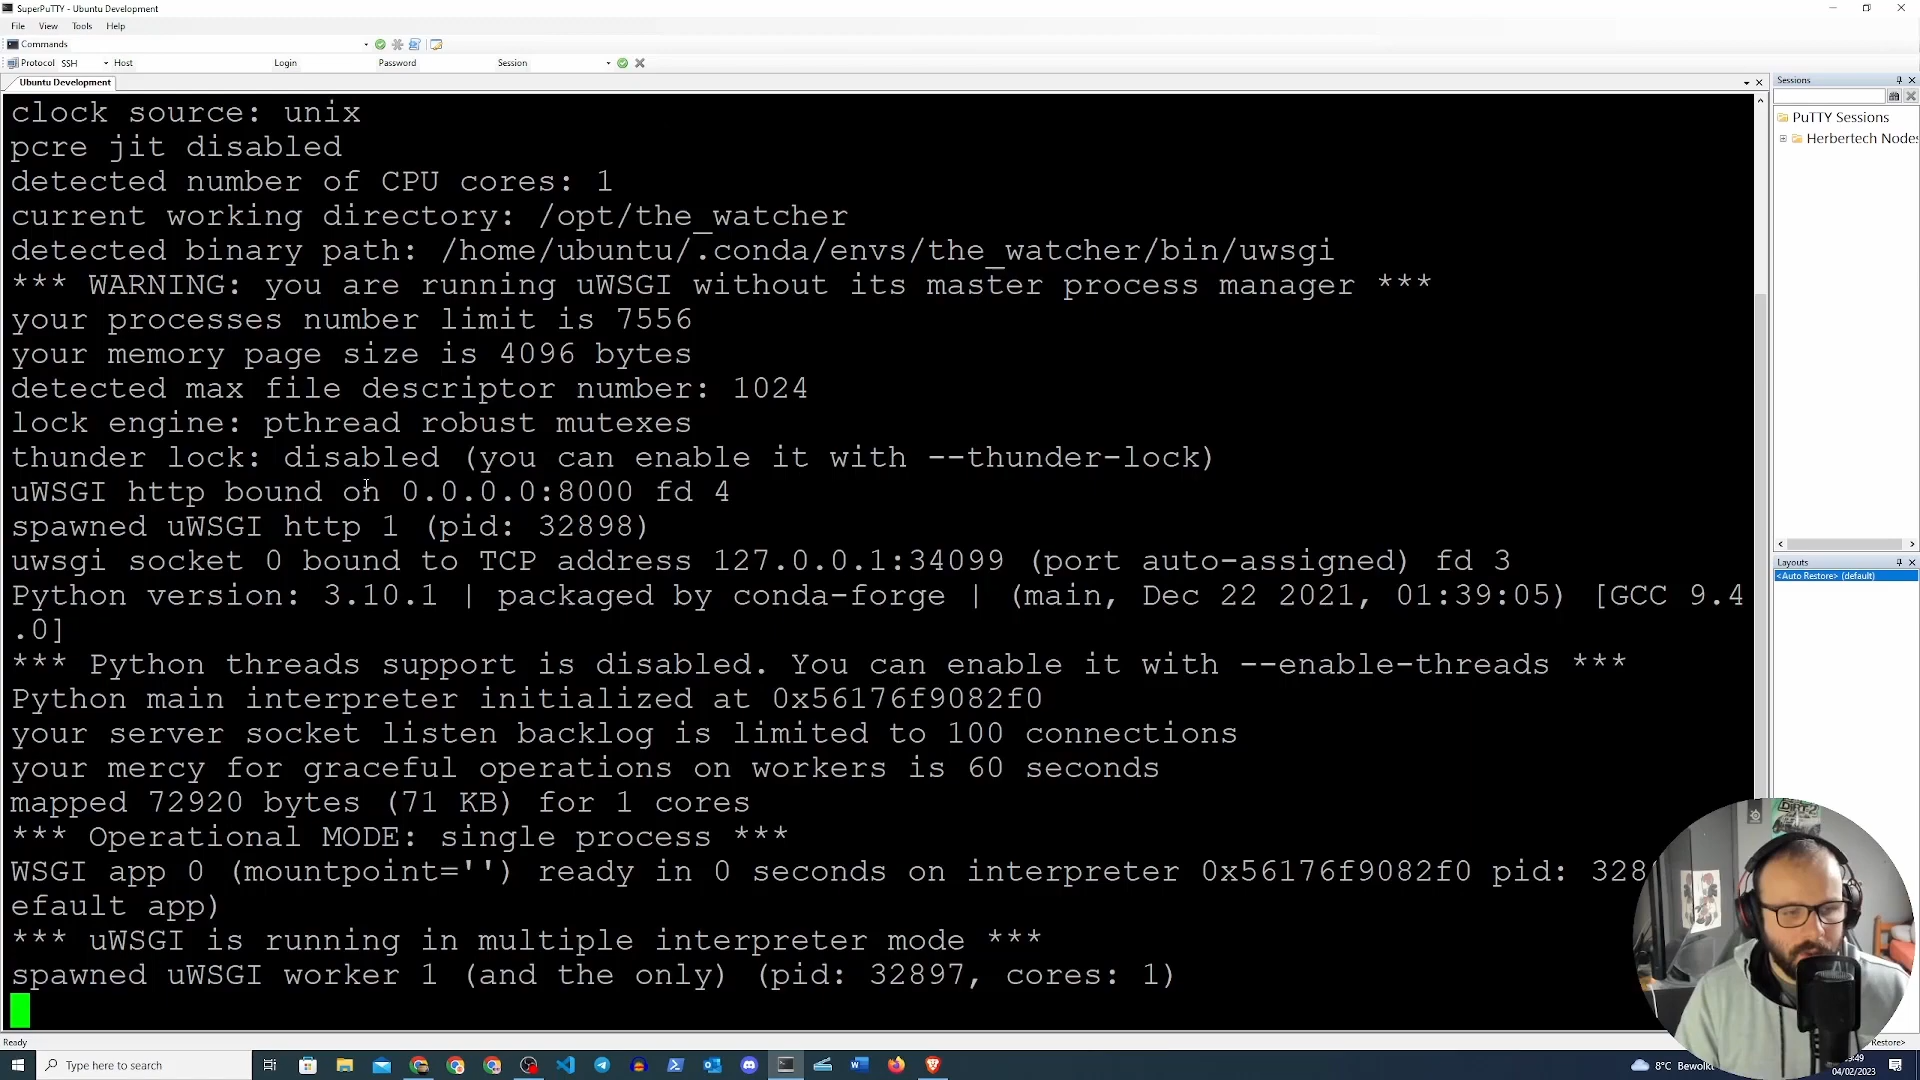 SuperPuTTY - Ubuntu Development
File View Tools Help
Commands
Protocol SSH Host Login Password Session
Ubuntu Development
clock source: unix
pcre jit disabled
detected number of CPU cores: 1
current working directory: /opt/the_watcher
detected binary path: /home/ubuntu/.conda/envs/the_watcher/bin/uwsgi
*** WARNING: you are running uWSGI without its master process manager ***
your processes number limit is 7556
your memory page size is 4096 bytes
detected max file descriptor number: 1024
lock engine: pthread robust mutexes
thunder lock: disabled (you can enable it with --thunder-lock)
uWSGI http bound on 0.0.0.0:8000 fd 4
spawned uWSGI http 1 (pid: 32898)
uwsgi socket 0 bound to TCP address 127.0.0.1:34099 (port auto-assigned) fd 3
Python version: 3.10.1 | packaged by conda-forge | (main, Dec 22 2021, 01:39:05) [GCC 9.4
.0]
*** Python threads support is disabled. You can enable it with --enable-threads ***
Python main interpreter initialized at 0x56176f9082f0
your server socket listen backlog is limited to 100 connections
your mercy for graceful operations on workers is 60 seconds
mapped 72920 bytes (71 KB) for 1 cores
*** Operational MODE: single process ***
WSGI app 0 (mountpoint='') ready in 0 seconds on interpreter 0x56176f9082f0 pid: 328
efault app)
*** uWSGI is running in multiple interpreter mode ***
spawned uWSGI worker 1 (and the only) (pid: 32897, cores: 1)
Sessions
PuTTY Sessions
Herbertech Nodes
Layouts
<Auto Restore> (default)
DiRT2
Ready
Restore>
Type here to search
8°C Bewölkt
:49
04/02/2023